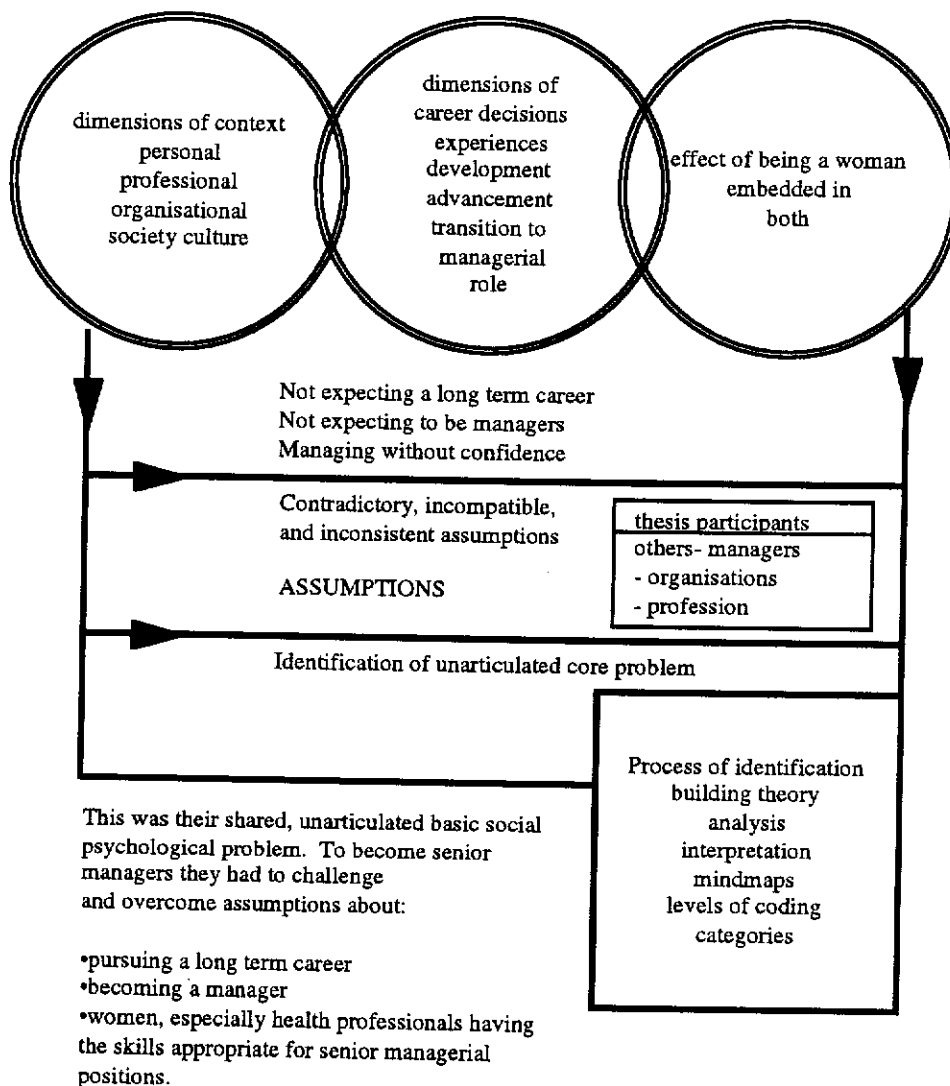 dimensions of context
personal
professional
organisational
society culture
dimensions of
career decisions
experiences
development
advancement
transition to
managerial
role
effect of being a woman
embedded in
both
Not expecting a long term career
Not expecting to be managers
Managing without confidence
Contradictory, incompatible,
and inconsistent assumptions
ASSUMPTIONS
thesis participants
others- managers
- organisations
- profession
Identification of unarticulated core problem
Process of identification
building theory
analysis
interpretation
mindmaps
levels of coding
categories
This was their shared, unarticulated basic social
psychological problem. To become senior
managers they had to challenge
and overcome assumptions about:
•pursuing a long term career
•becoming a manager
•women, especially health professionals having
the skills appropriate for senior managerial
positions.